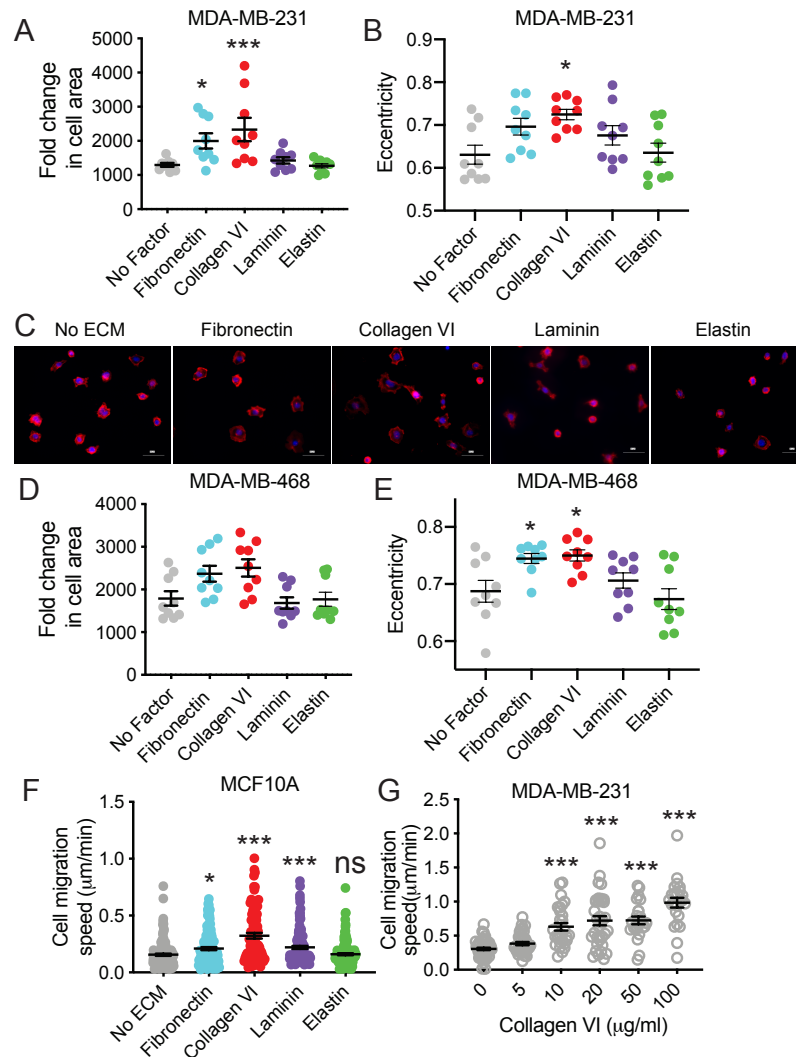 A
MDA-MB-231
Fold change
in cell area
5000
4000
3000
2000
1000
0
*
***
No Factor
Fibronectin
Collagen VI
Laminin
Elastin
B
MDA-MB-231
Eccentricity
0.9
0.8
0.7
0.6
0.5
*
No Factor
Fibronectin
Collagen VI
Laminin
Elastin
C
No ECM
Fibronectin
Collagen VI
Laminin
Elastin
D
MDA-MB-468
Fold change
in cell area
4000
3000
2000
1000
0
No Factor
Fibronectin
Collagen VI
Laminin
Elastin
E
MDA-MB-468
Eccentricity
0.8
0.7
0.6
*
*
No Factor
Fibronectin
Collagen VI
Laminin
Elastin
F
MCF10A
Cell migration
speed (μm/min)
1.5
1.0
0.5
0.0
*
***
***
ns
No ECM
Fibronectin
Collagen VI
Laminin
Elastin
G
MDA-MB-231
Cell migration
speed(μm/min)
2.5
2.0
1.5
1.0
0.5
0.0
***
***
***
***
0
5
10
20
50
100
Collagen VI (μg/ml)